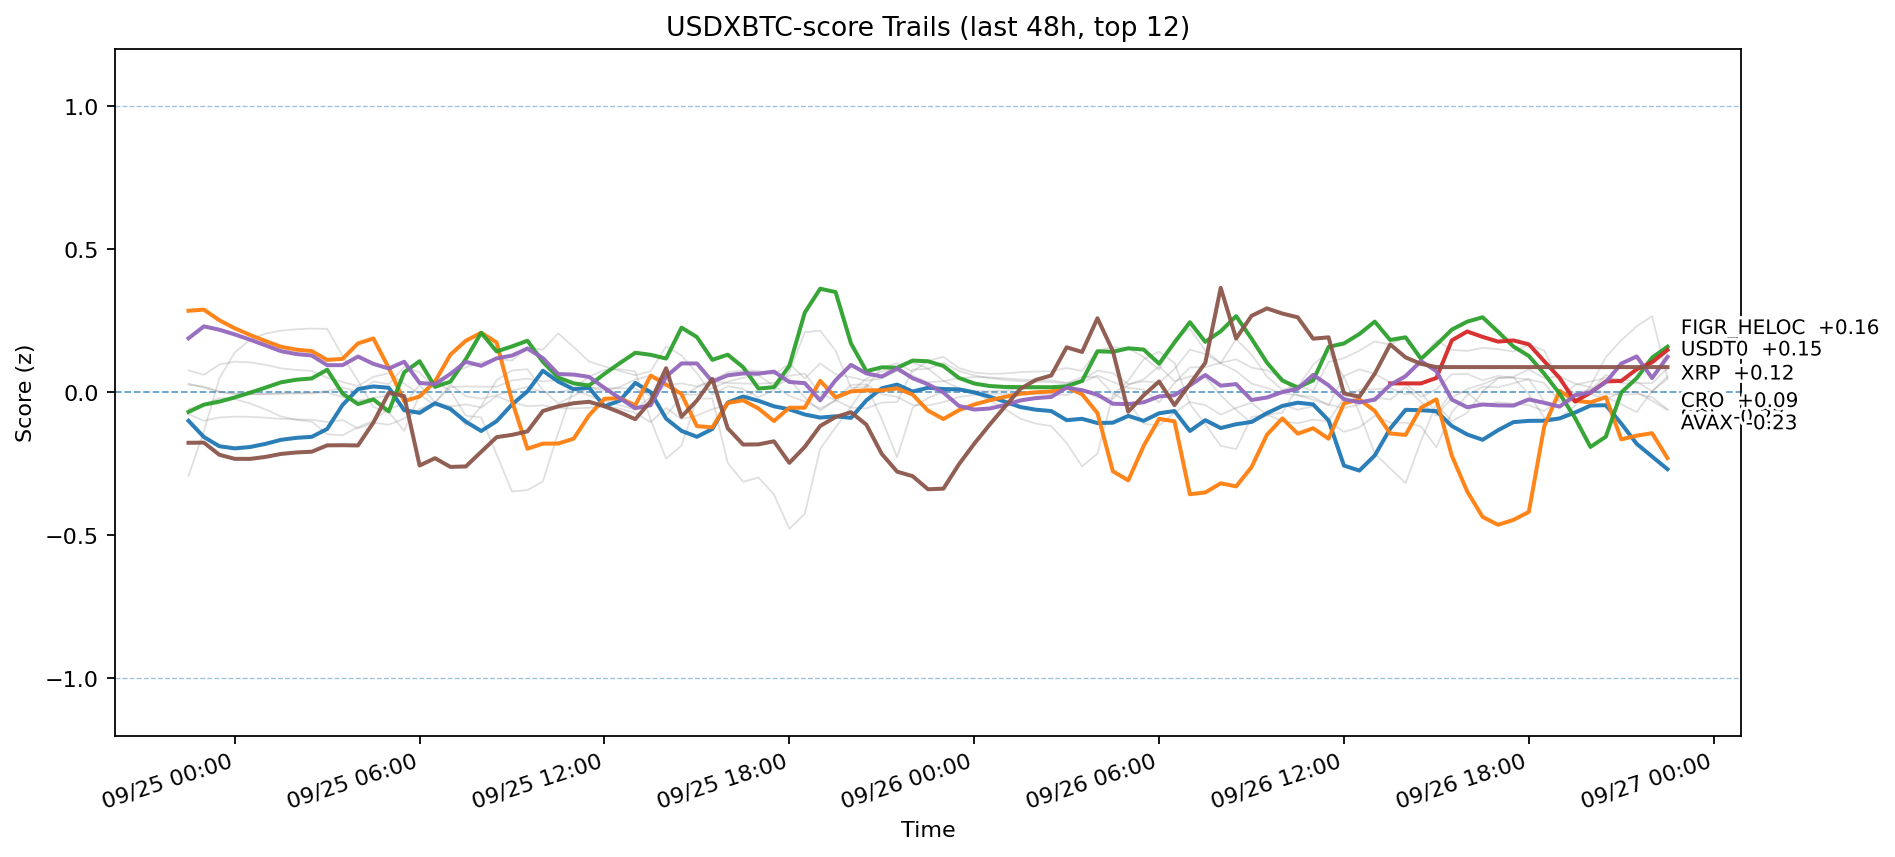 USDXBTC-score Trails (last 48h, top 12)
1.0
0.5
0.0
−0.5
−1.0
Score (z)
FIGR_HELOC +0.16
USDT0 +0.15
XRP +0.12
CRO +0.09
AVAX -0.23
09/25 00:00
09/25 06:00
09/25 12:00
09/25 18:00
09/26 00:00
09/26 06:00
09/26 12:00
09/26 18:00
09/27 00:00
Time